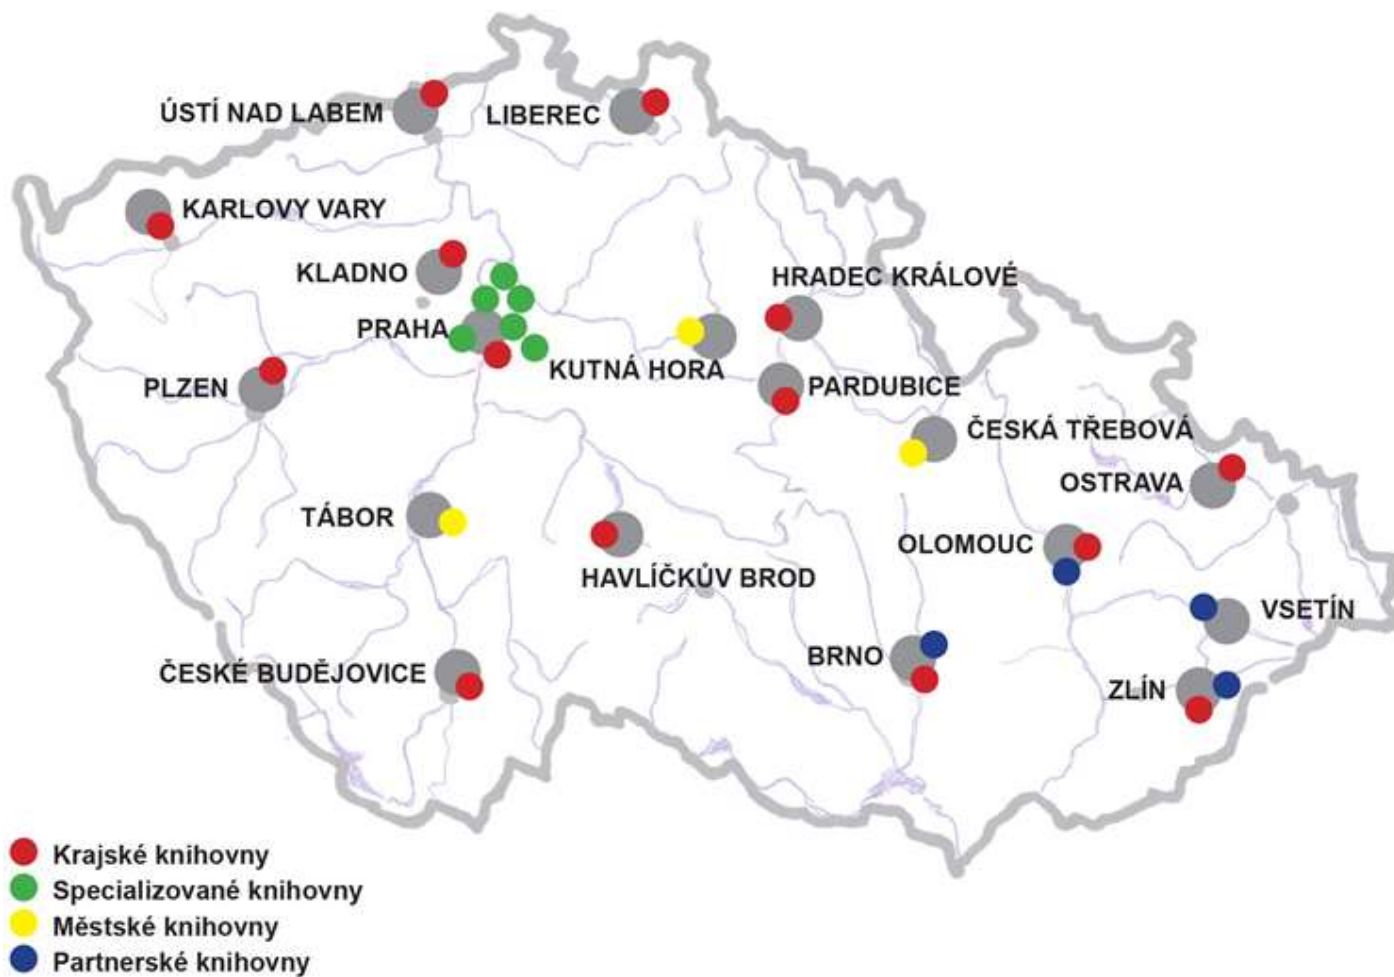 ÚSTÍ NAD LABEM
LIBEREC
KARLOVY VARY
KLADNO
HRADEC KRÁLOVÉ
PRAHA
KUTNÁ HORA
PLZEN
PARDUBICE
ČESKÁ TŘEBOVÁ
OSTRAVA
TÁBOR
OLOMOUC
HAVLÍČKŮV BROD
VSETÍN
BRNO
ČESKÉ BUDĚJOVICE
ZLÍN
Krajské knihovny
Specializované knihovny
Městské knihovny
Partnerské knihovny